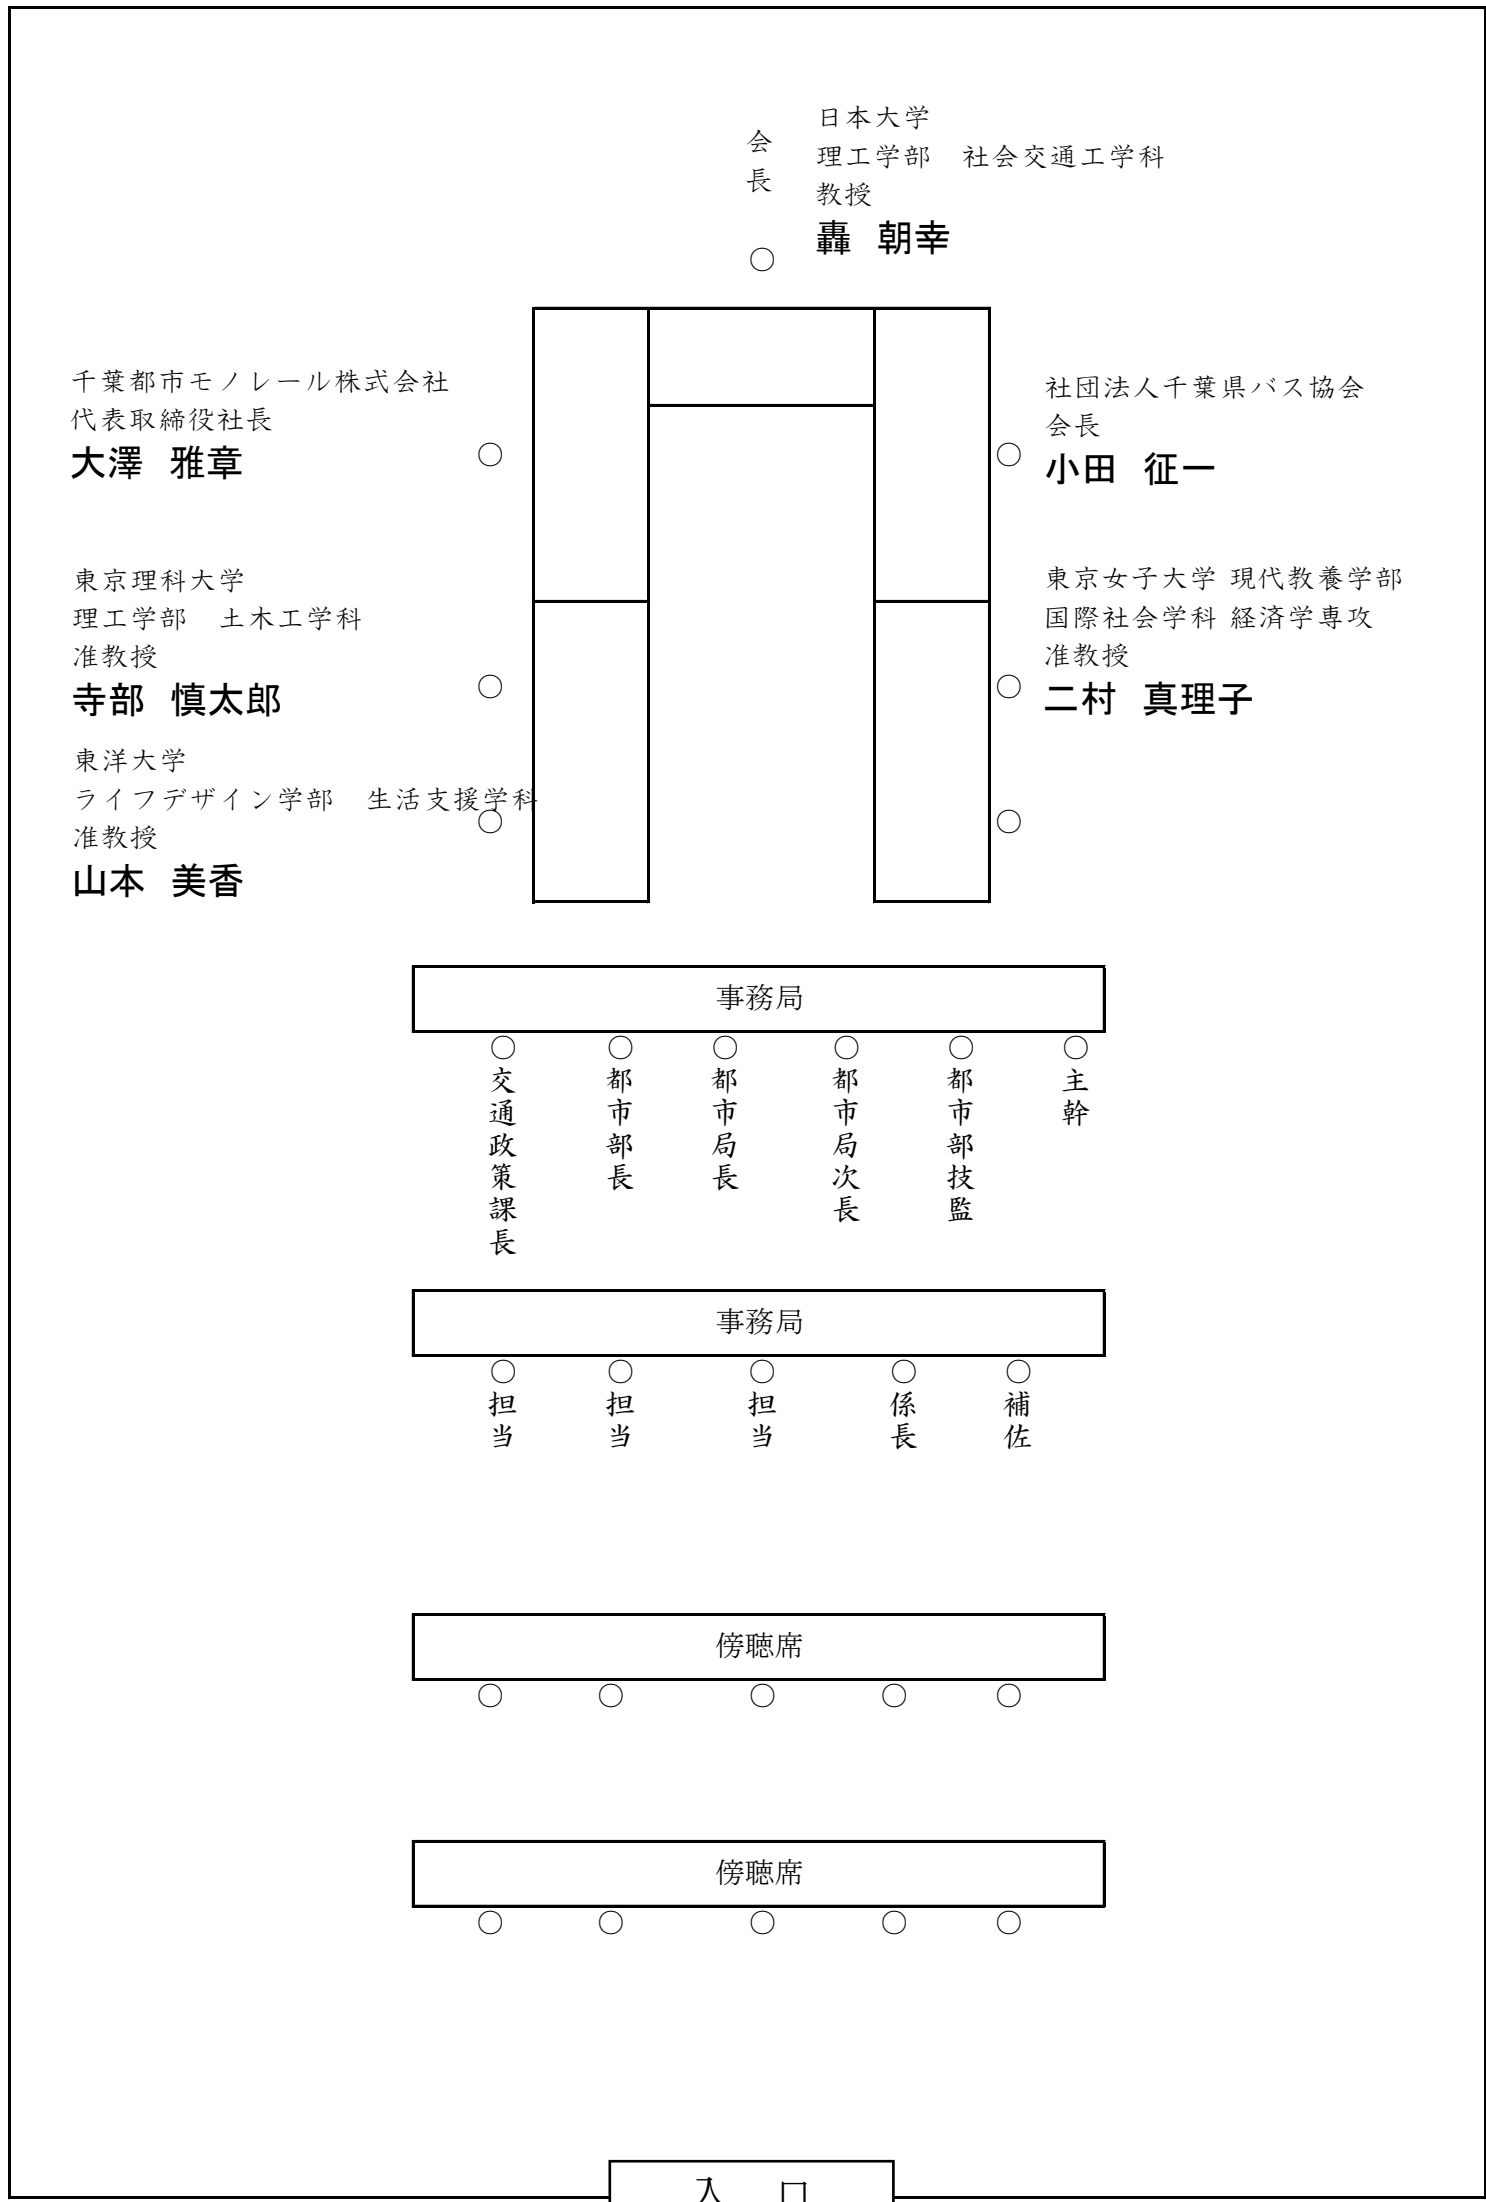 会長
日本大学
理工学部　社会交通工学科
教授
轟　朝幸
○
千葉都市モノレール株式会社
代表取締役社長
大澤　雅章
○
○
社団法人千葉県バス協会
会長
小田　征一
東京理科大学
理工学部　土木工学科
准教授
寺部　慎太郎
○
○
東京女子大学 現代教養学部
国際社会学科 経済学専攻
准教授
二村　真理子
東洋大学
ライフデザイン学部　生活支援学科
准教授
山本　美香
○
○
事務局
○交通政策課長
○都市部長
○都市局長
○都市局次長
○都市部技監
○主幹
事務局
○担当
○担当
○担当
○係長
○補佐
傍聴席
○ ○ ○ ○ ○
傍聴席
○ ○ ○ ○ ○
入　口